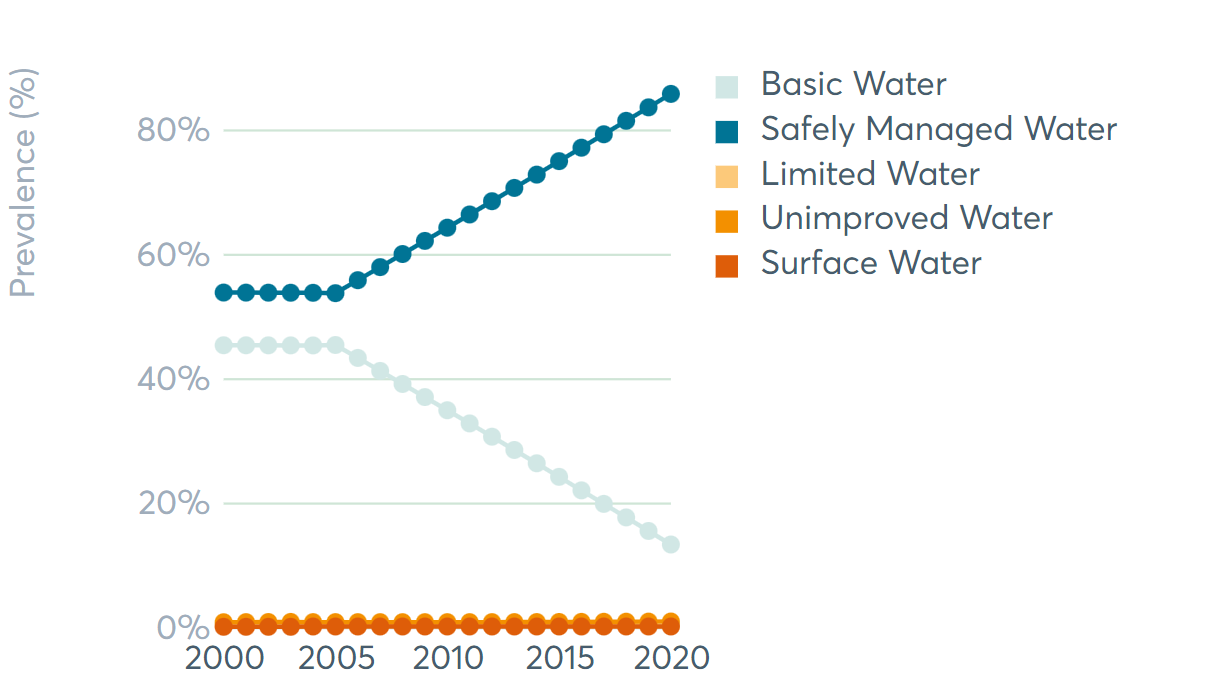 Prevalence (%)
80%
60%
40%
20%
0%
2000 2005 2010 2015 2020
Basic Water
Safely Managed Water
Limited Water
Unimproved Water
Surface Water